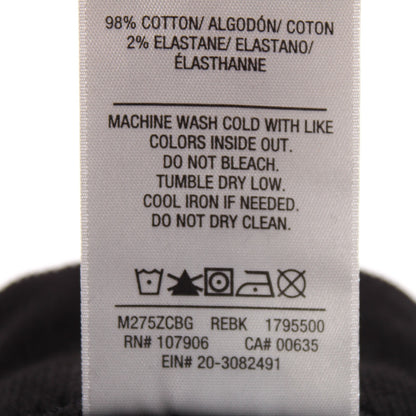 98% COTTON/ ALGODÓN/ COTON
2% ELASTANE/ ELASTANO/
ÉLASTHANNE
MACHINE WASH COLD WITH LIKE
COLORS INSIDE OUT.
DO NOT BLEACH.
TUMBLE DRY LOW.
COOL IRON IF NEEDED.
DO NOT DRY CLEAN.
M275ZCBG REBK 1795500
RN# 107906 CA# 00635
EIN# 20-3082491